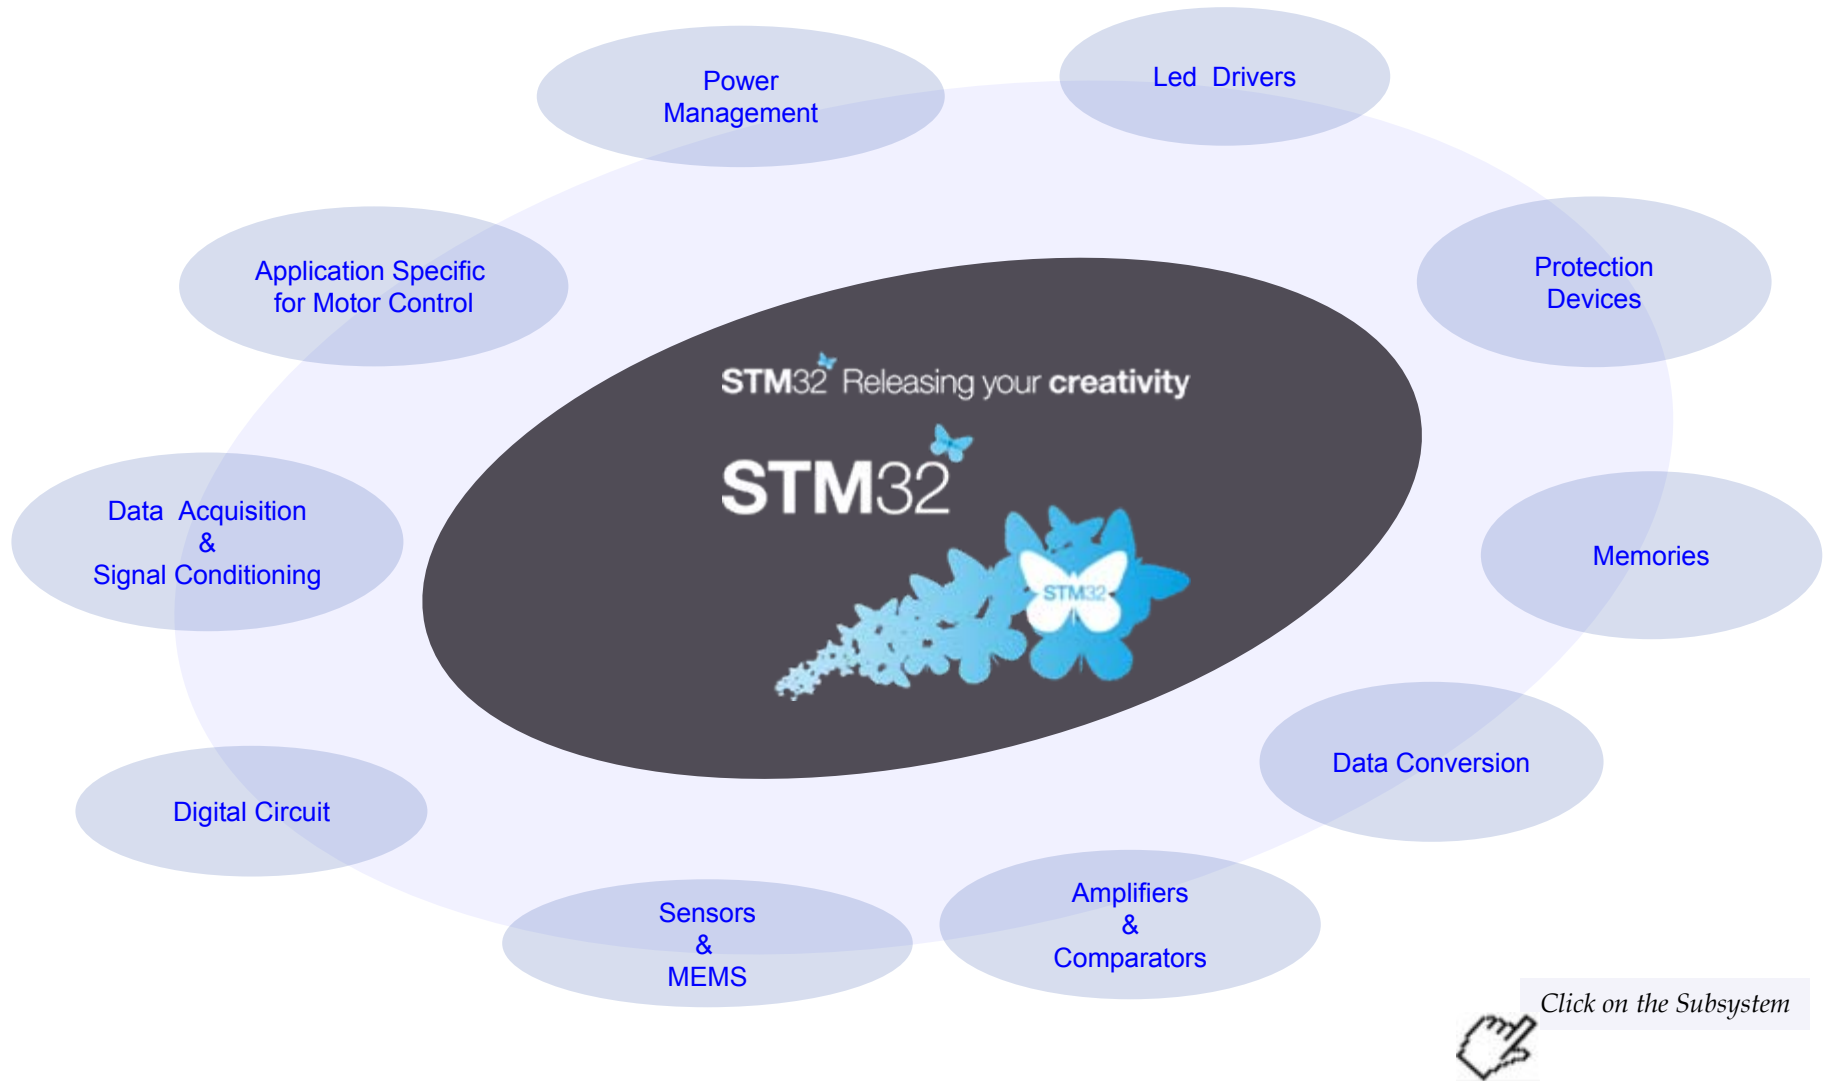 Power
Management
Led Drivers
Application Specific
for Motor Control
Protection
Devices
STM32 Releasing your creativity
STM32
STM32
Data Acquisition
&
Signal Conditioning
Memories
Data Conversion
Digital Circuit
Sensors
&
MEMS
Amplifiers
&
Comparators
Click on the Subsystem